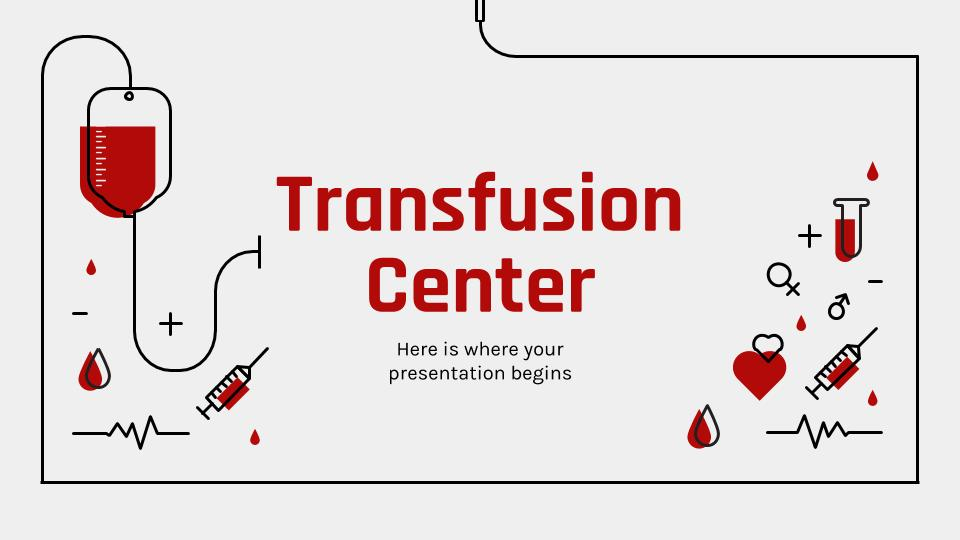 Transfusion
Center
Here is where your
presentation begins